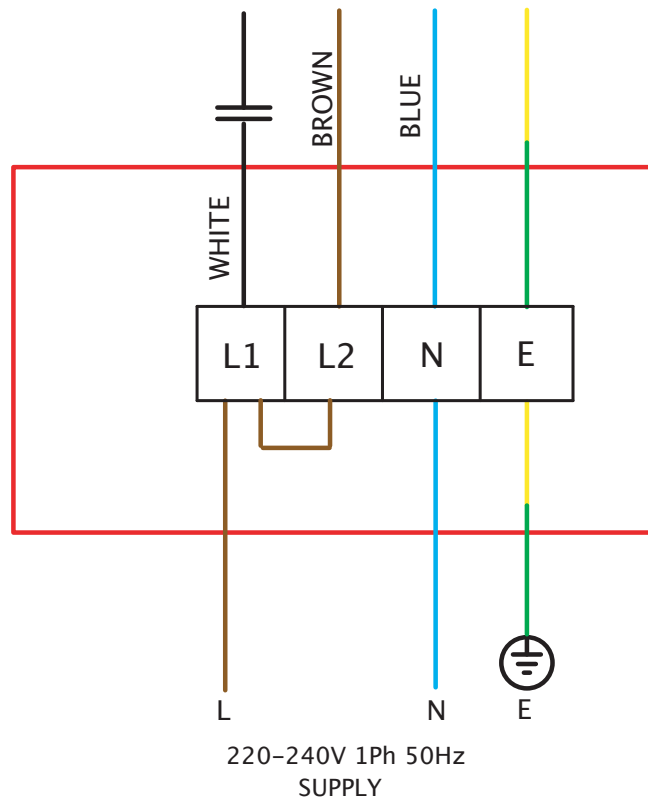 BROWN
BLUE
WHITE
L1 L2 N E
L N E
220-240V 1Ph 50Hz
SUPPLY